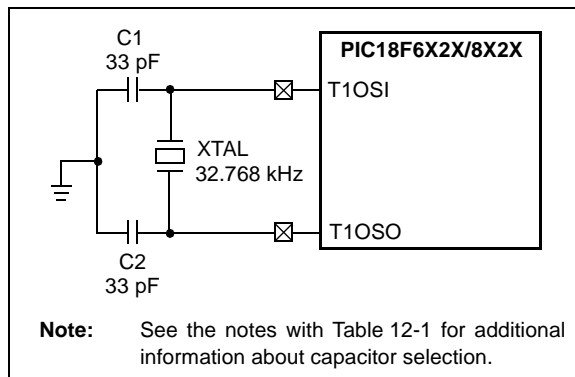 C1
33 pF
PIC18F6X2X/8X2X
T1OSI
XTAL
32.768 kHz
T1OSO
C2
33 pF
Note: See the notes with Table 12-1 for additional
information about capacitor selection.